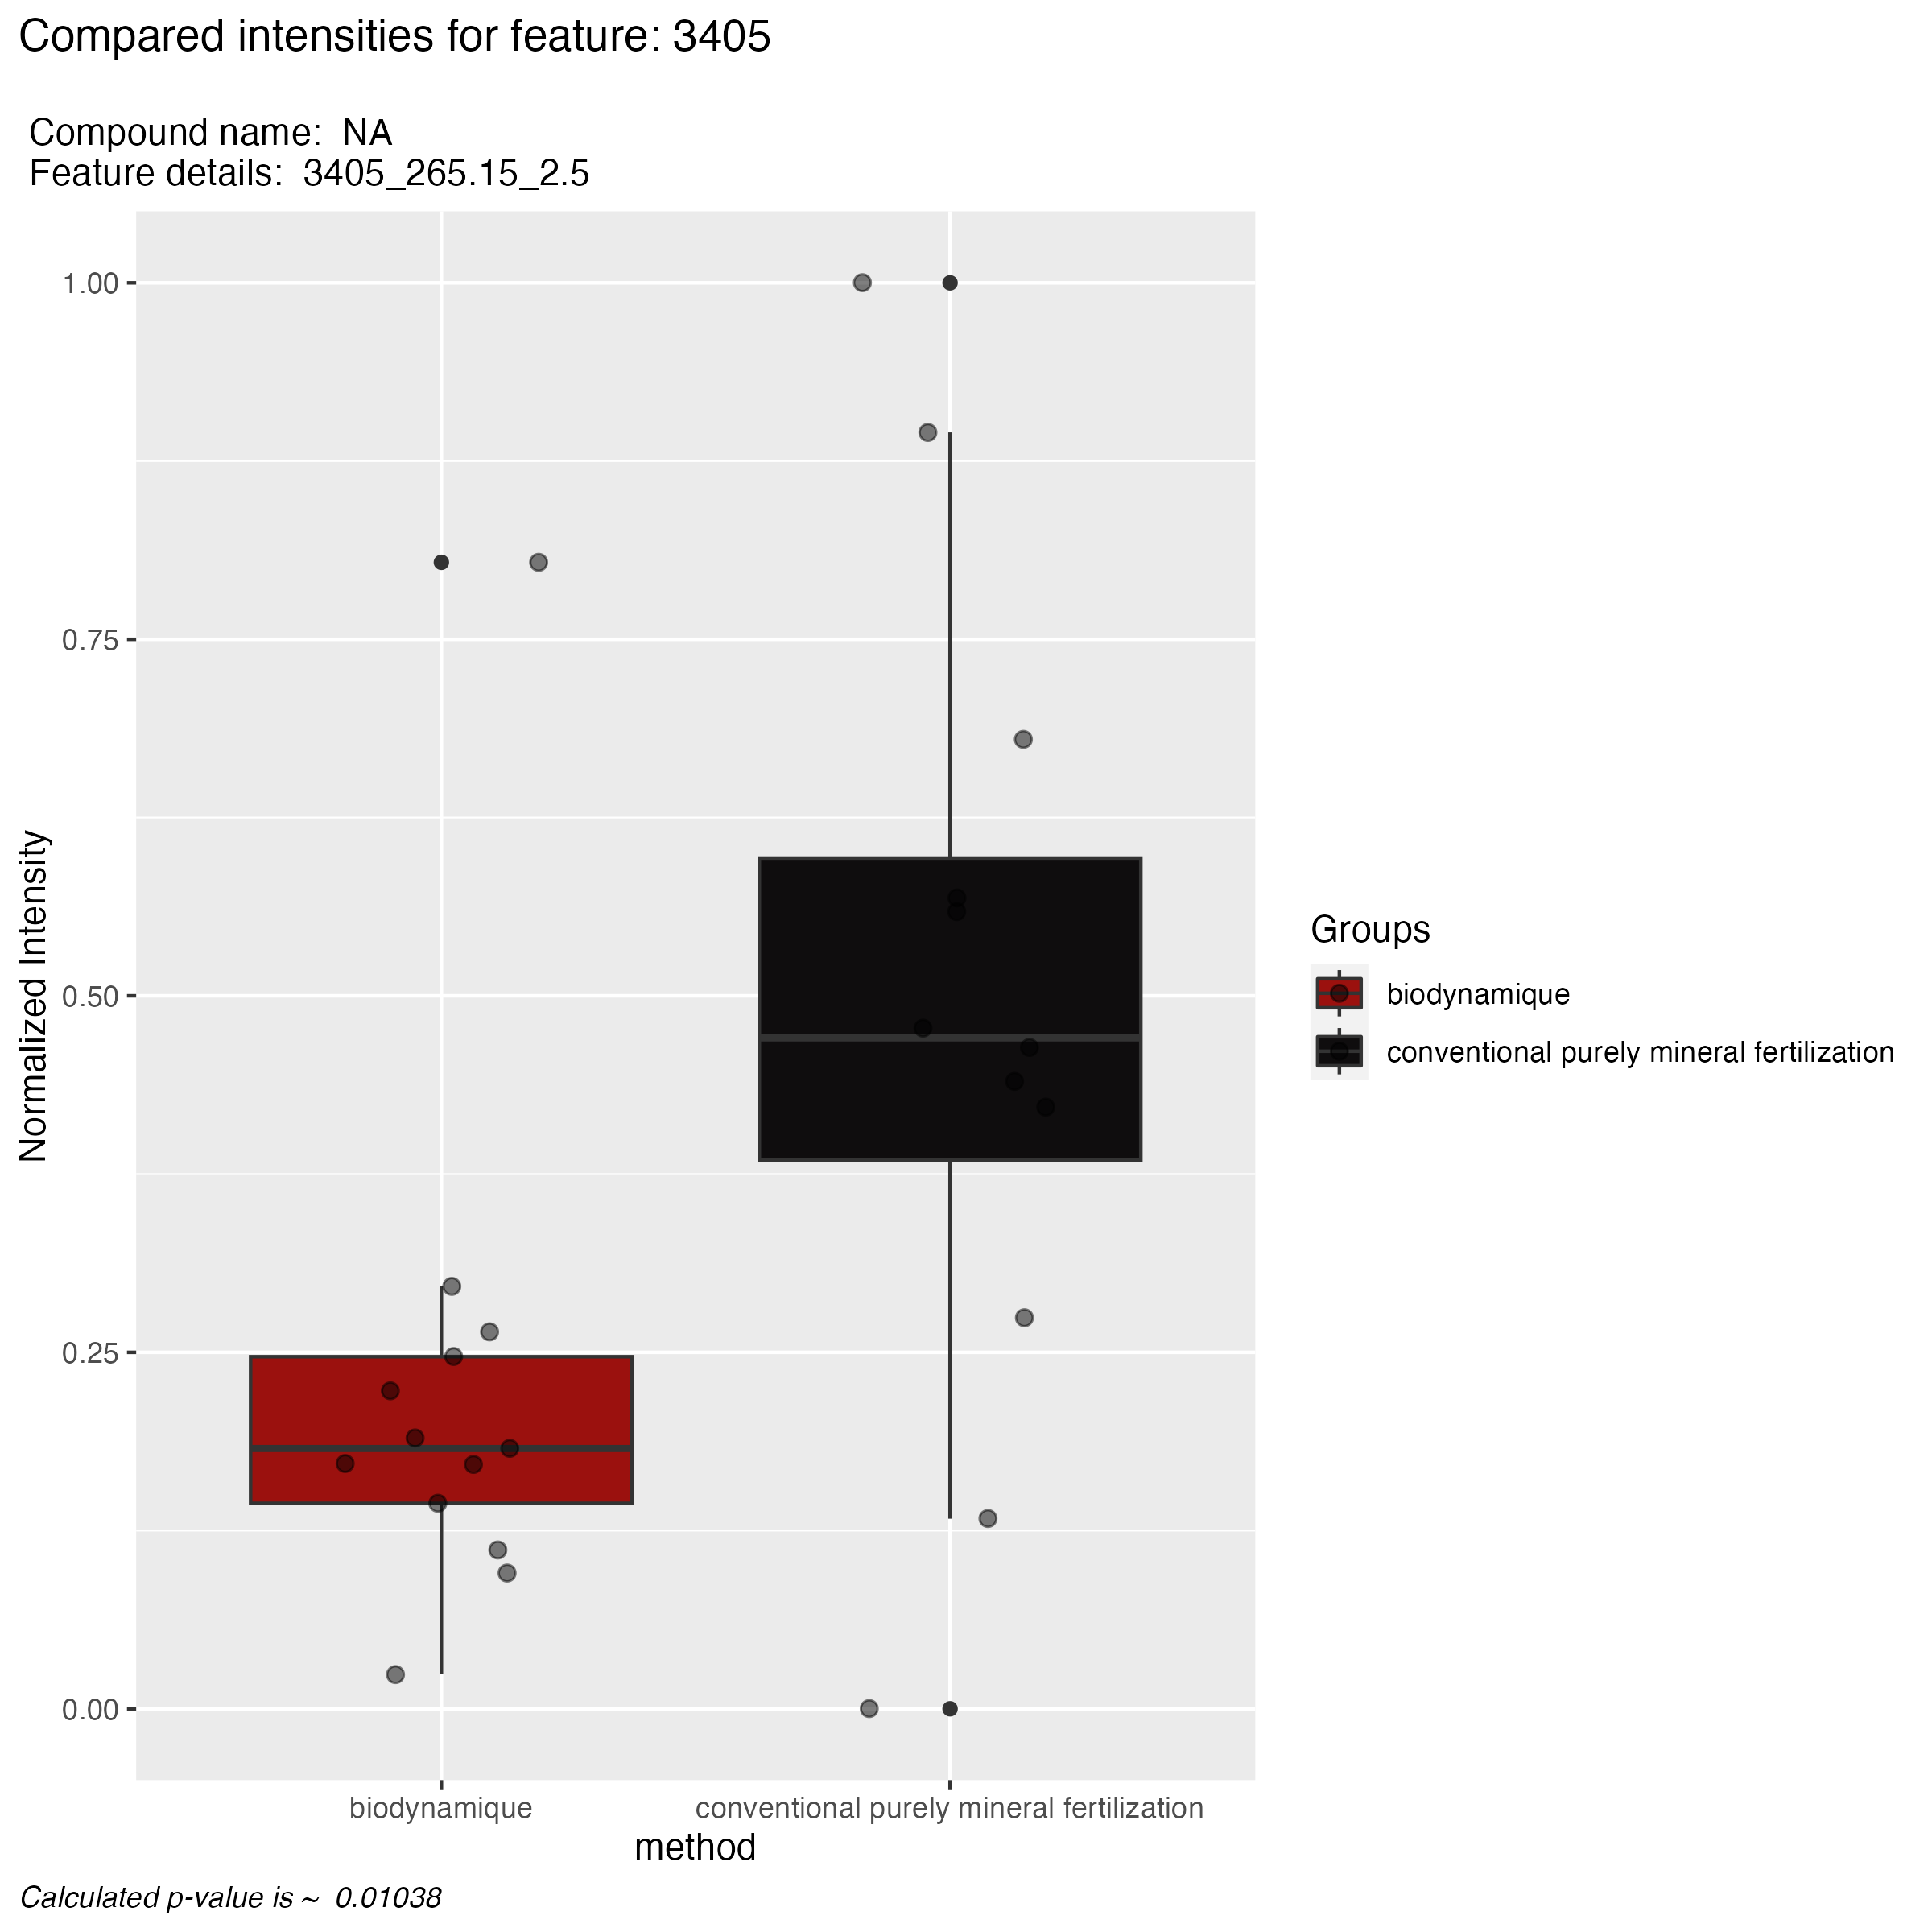 Compared intensities for feature: 3405
Compound name:  NA
Feature details:  3405_265.15_2.5
Normalized Intensity
1.00
0.75
0.50
0.25
0.00
biodynamique
conventional purely mineral fertilization
method
Groups
biodynamique
conventional purely mineral fertilization
Calculated p-value is ~  0.01038